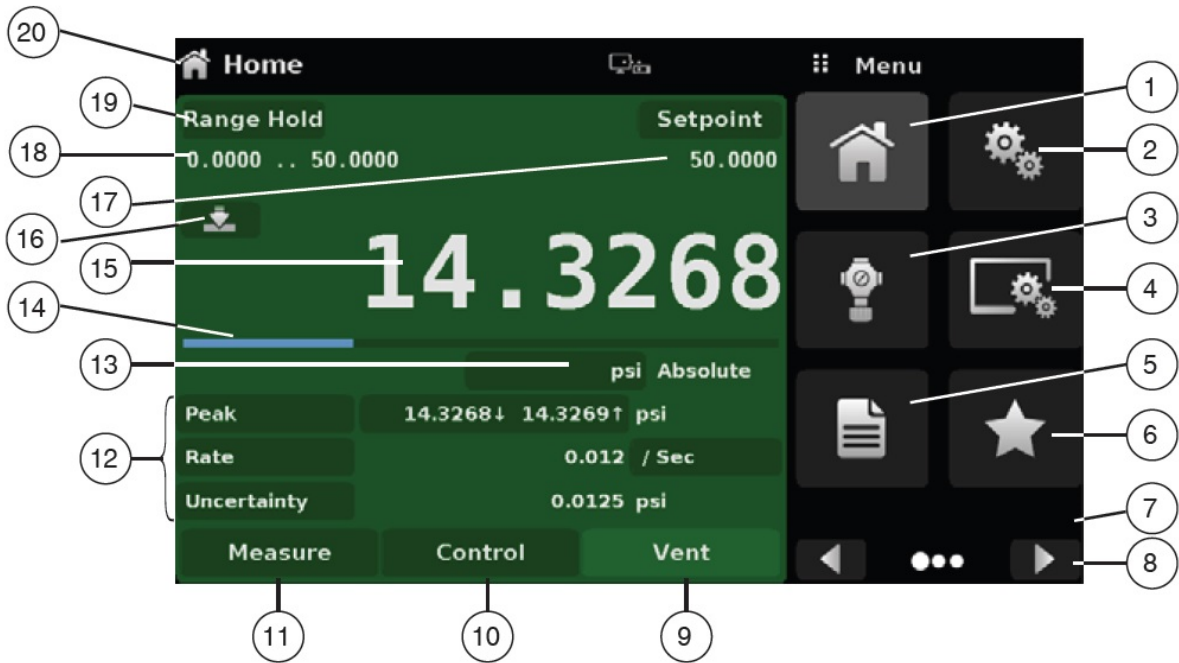 20
Home
Menu
1
19
Range Hold
Setpoint
18
0.0000 .. 50.0000
50.0000
2
17
3
16
15
14.3268
4
14
13
psi Absolute
5
12
Peak
14.3268↓ 14.3269↑ psi
6
Rate
0.012 / Sec
Uncertainty
0.0125 psi
7
Measure
Control
Vent
8
11
10
9